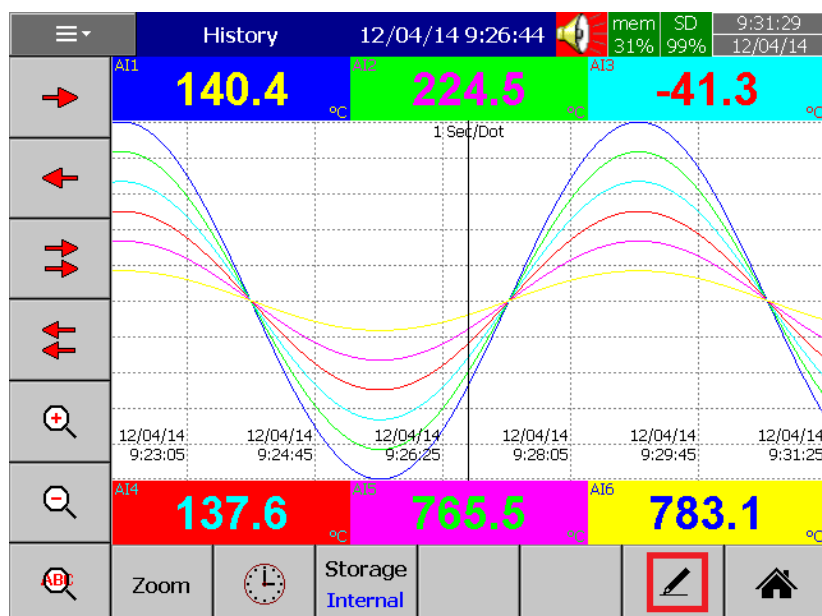 History 12/04/14 9:26:44 mem 31% SD 99% 9:31:29 12/04/14
AI1 140.4 °C AI2 224.5 °C AI3 -41.3 °C
1 Sec/Dot
12/04/14 12/04/14 12/04/14 12/04/14 12/04/14 12/04/14
9:23:05 9:24:45 9:26:25 9:28:05 9:29:45 9:31:25
AI4 137.6 °C AI5 765.5 °C AI6 783.1 °C
ABC Zoom Storage
Internal